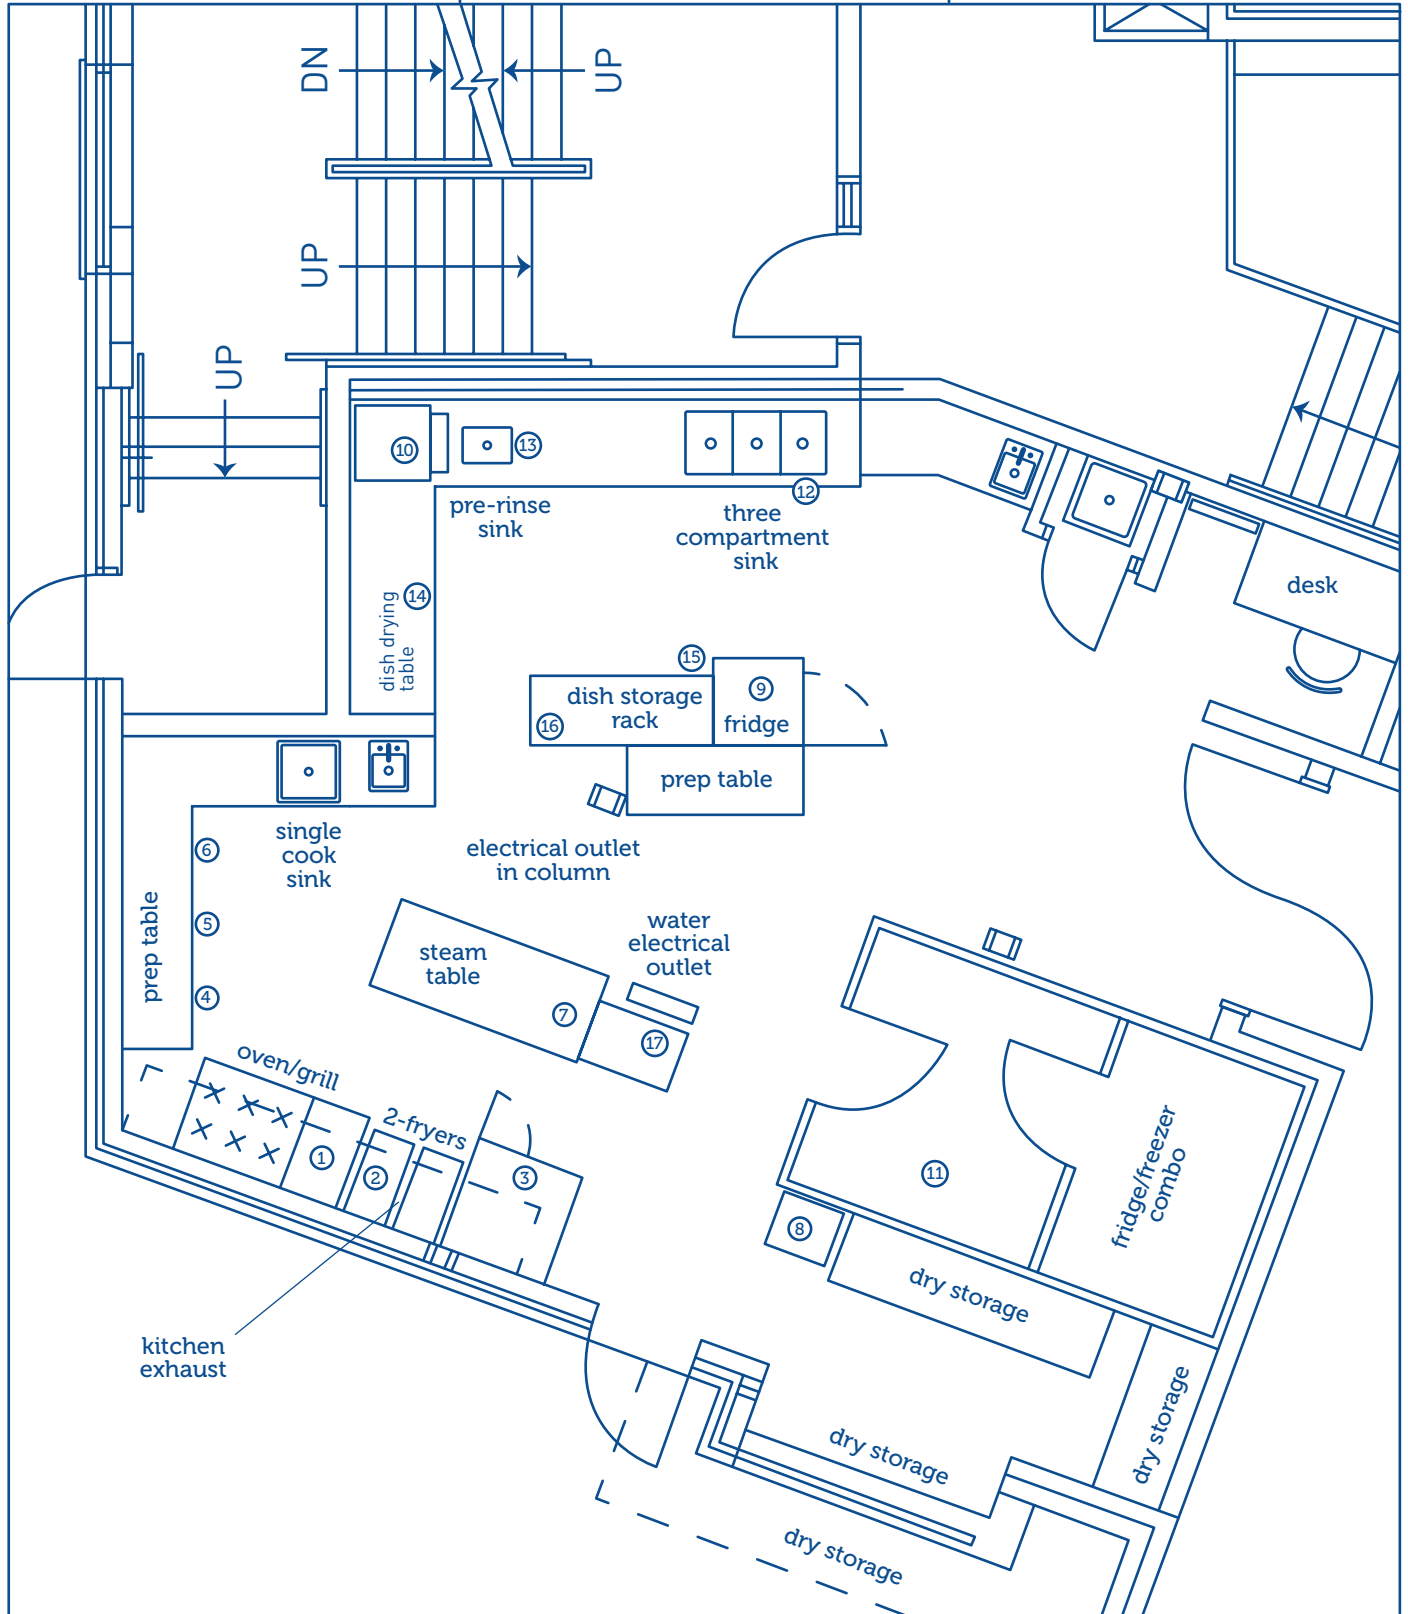 DN
UP
UP
UP
10
13
pre-rinse
sink
12
three
compartment
sink
desk
14
dish drying
table
15
9
fridge
dish storage
rack
16
prep table
single
cook
sink
electrical outlet
in column
6
5
4
prep table
water
electrical
outlet
steam
table
7
17
oven/grill
2-fryers
1
2
3
11
fridge/freezer
combo
8
dry storage
kitchen
exhaust
dry storage
dry storage
dry storage